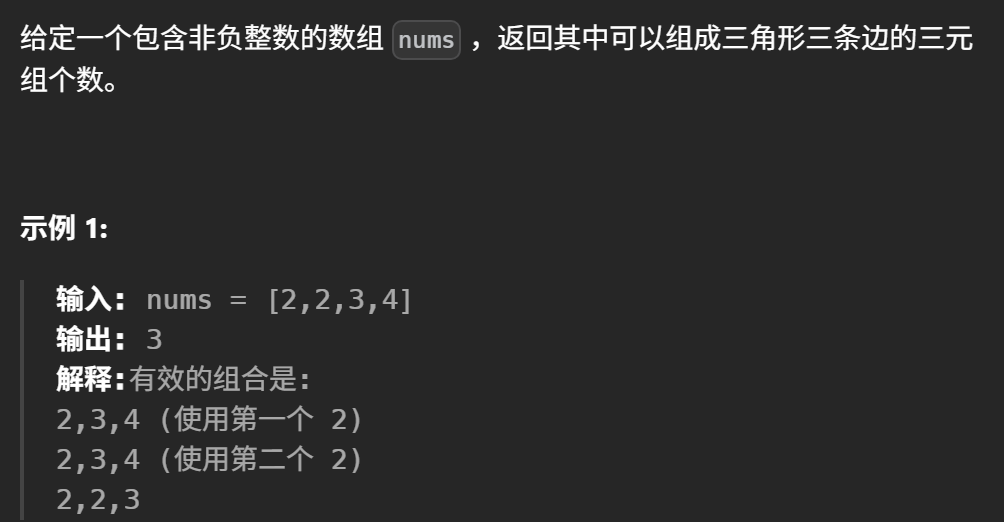 给定一个包含非负整数的数组 nums ，返回其中可以组成三角形三条边的三元
组个数。
示例 1:
输入: nums = [2,2,3,4]
输出: 3
解释:有效的组合是:
2,3,4 (使用第一个 2)
2,3,4 (使用第二个 2)
2,2,3